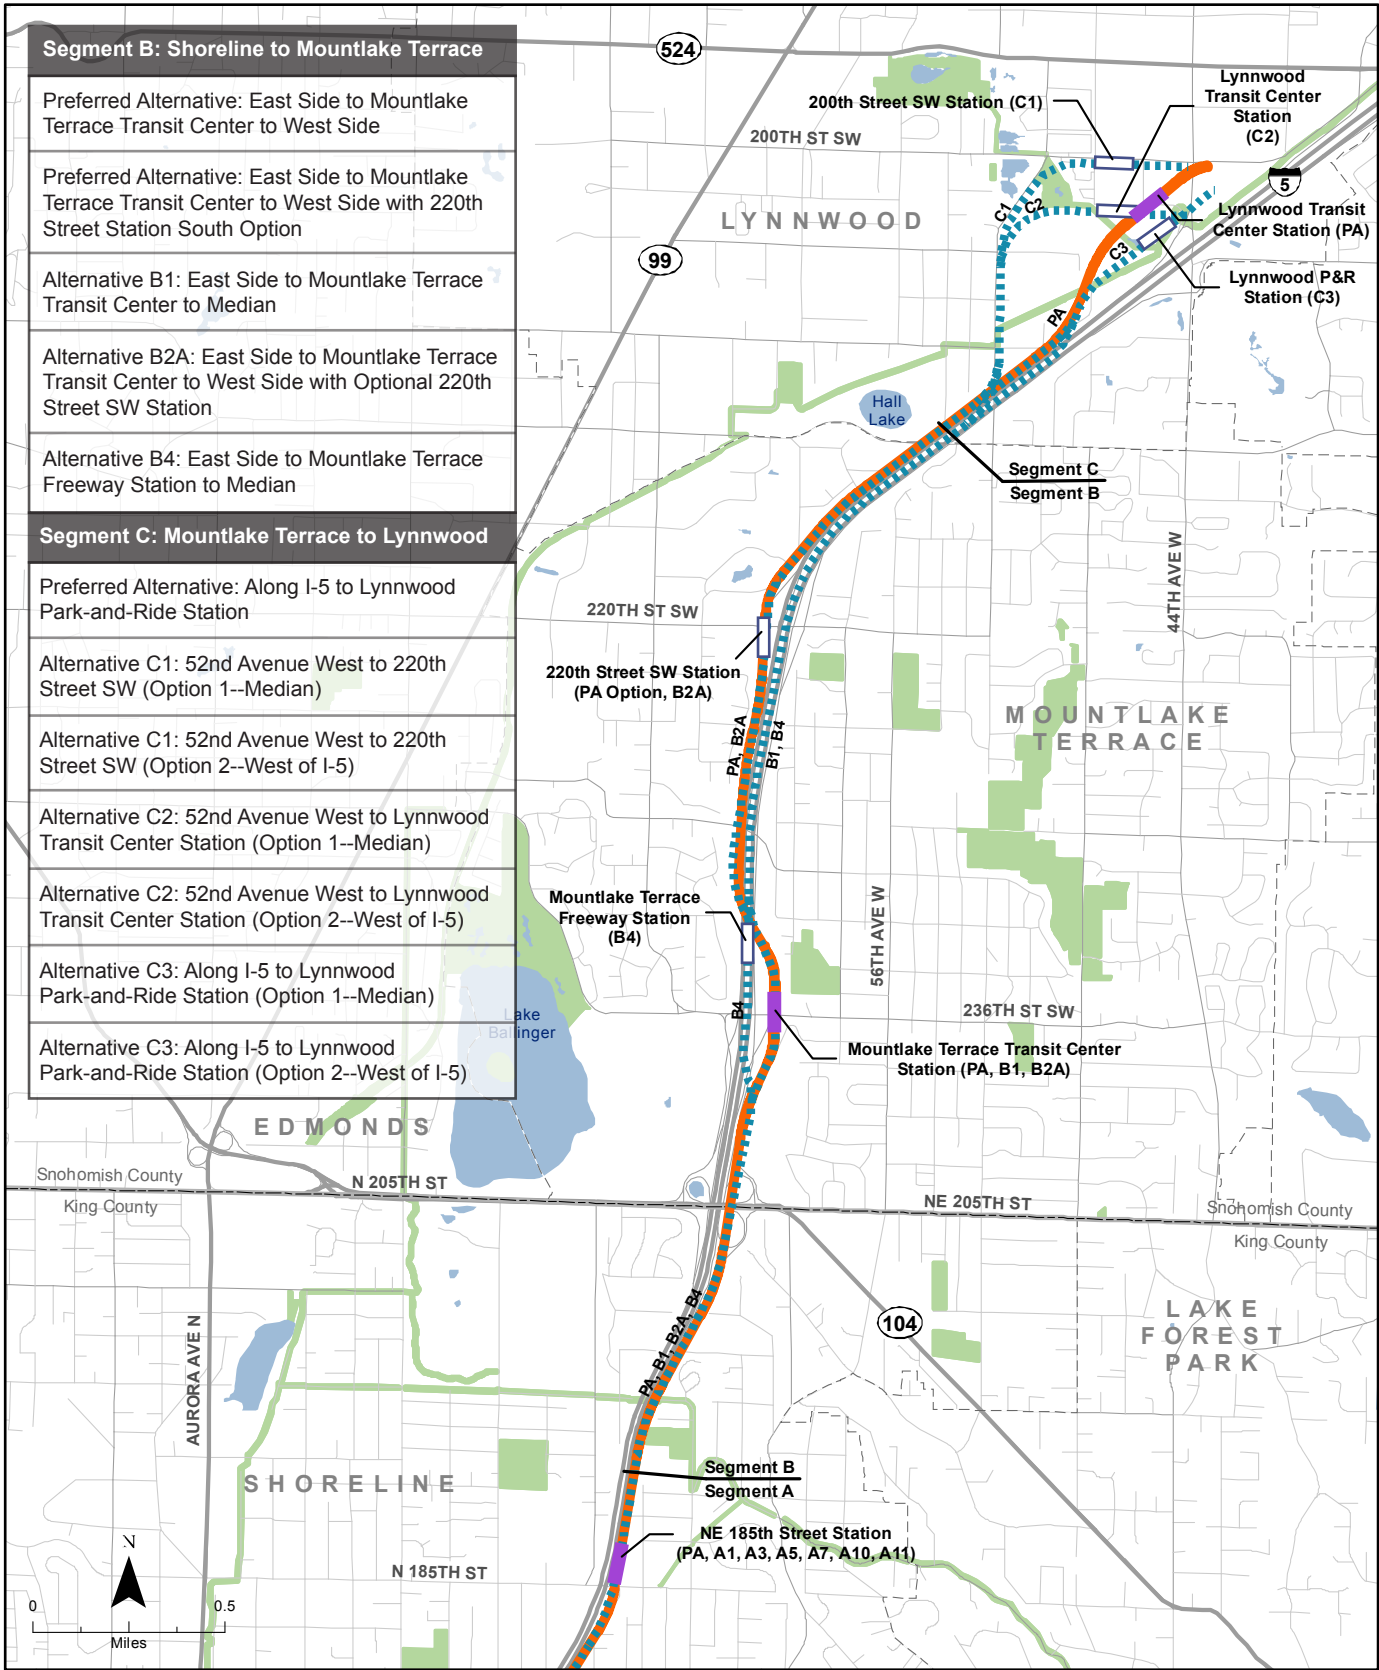 Segment B: Shoreline to Mountlake Terrace
Preferred Alternative: East Side to Mountlake
Terrace Transit Center to West Side
Preferred Alternative: East Side to Mountlake
Terrace Transit Center to West Side with 220th
Street Station South Option
Alternative B1: East Side to Mountlake Terrace
Transit Center to Median
Alternative B2A: East Side to Mountlake Terrace
Transit Center to West Side with Optional 220th
Street SW Station
Alternative B4: East Side to Mountlake Terrace
Freeway Station to Median
Segment C: Mountlake Terrace to Lynnwood
Preferred Alternative: Along I-5 to Lynnwood
Park-and-Ride Station
Alternative C1: 52nd Avenue West to 220th
Street SW (Option 1--Median)
Alternative C1: 52nd Avenue West to 220th
Street SW (Option 2--West of I-5)
Alternative C2: 52nd Avenue West to Lynnwood
Transit Center Station (Option 1--Median)
Alternative C2: 52nd Avenue West to Lynnwood
Transit Center Station (Option 2--West of I-5)
Alternative C3: Along I-5 to Lynnwood
Park-and-Ride Station (Option 1--Median)
Alternative C3: Along I-5 to Lynnwood
Park-and-Ride Station (Option 2--West of I-5)
524
200th Street SW Station (C1)
Lynnwood
Transit Center
Station
(C2)
200TH ST SW
5
LYNNWOOD
C1
C2
Lynnwood Transit
Center Station (PA)
99
C3
Lynnwood P&R
Station (C3)
PA
Hall
Lake
Segment C
Segment B
44TH AVE W
220TH ST SW
220th Street SW Station
(PA Option, B2A)
MOUNTLAKE
TERRACE
PA, B2A
B1, B4
Mountlake Terrace
Freeway Station
(B4)
56TH AVE W
B4
236TH ST SW
Lake
Ballinger
Mountlake Terrace Transit Center
Station (PA, B1, B2A)
EDMONDS
Snohomish County
King County
N 205TH ST
NE 205TH ST
Snohomish County
King County
PA, B1, B2A, B4
104
LAKE
FOREST
PARK
AURORA AVE N
SHORELINE
Segment B
Segment A
NE 185th Street Station
(PA, A1, A3, A5, A7, A10, A11)
N 185TH ST
N
0
0.5
Miles